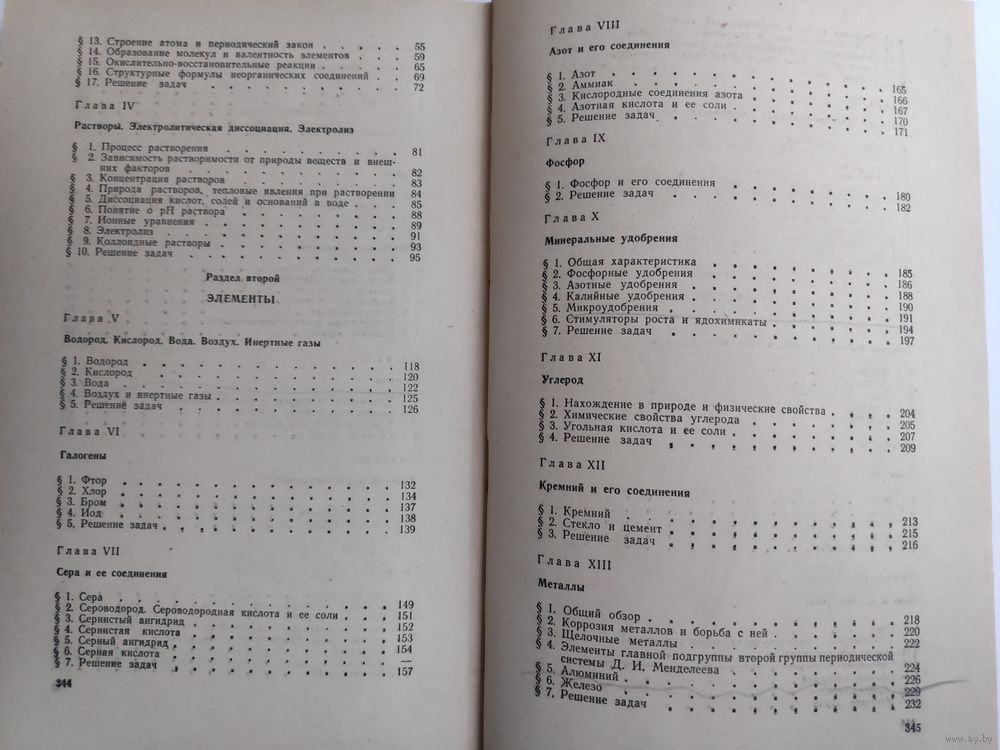 § 13. Строение атома и периодический закон . . . . . 55
§ 14. Образование молекул и валентность элементов . . . 59
§ 15. Окислительно-восстановительные реакции . . . . 65
§ 16. Структурные формулы неорганических соединений . . 69
§ 17. Решение задач . . . . . . . . . . . 72
Глава IV
Растворы. Электролитическая диссоциация. Электролиз
§ 1. Процесс растворения . . . . . . . . . 81
§ 2. Зависимость растворимости от природы веществ и внеш-
них факторов . . . . . . . . . . . 82
§ 3. Концентрация растворов . . . . . . . . 83
§ 4. Природа растворов, тепловые явления при растворении 84
§ 5. Диссоциация кислот, солей и оснований в воде . . . 85
§ 6. Понятие о pH раствора . . . . . . . . 88
§ 7. Ионные уравнения . . . . . . . . . 89
§ 8. Электролиз . . . . . . . . . . . 91
§ 9. Коллоидные растворы . . . . . . . . 93
§ 10. Решение задач . . . . . . . . . . 95
Раздел второй
ЭЛЕМЕНТЫ
Глава V
Водород. Кислород. Вода. Воздух. Инертные газы
§ 1. Водород . . . . . . . . . . . . 118
§ 2. Кислород . . . . . . . . . . . 120
§ 3. Вода . . . . . . . . . . . . 122
§ 4. Воздух и инертные газы . . . . . . . . 125
§ 5. Решение задач . . . . . . . . . . 126
Глава VI
Галогены
§ 1. Фтор . . . . . . . . . . . . 132
§ 2. Хлор . . . . . . . . . . . . 134
§ 3. Бром . . . . . . . . . . . . 137
§ 4. Иод . . . . . . . . . . . . 138
§ 5. Решение задач . . . . . . . . . . 139
Глава VII
Сера и ее соединения
§ 1. Сера . . . . . . . . . . . . 149
§ 2. Сероводород. Сероводородная кислота и ее соли . . . 151
§ 3. Сернистый ангидрид . . . . . . . . . 152
§ 4. Сернистая кислота . . . . . . . . . 153
§ 5. Серный ангидрид . . . . . . . . . . 154
§ 6. Серная кислота . . . . . . . . . . —
§ 7. Решение задач . . . . . . . . . . 157
344
Глава VIII
Азот и его соединения
§ 1. Азот . . . . . . . . . . . . 165
§ 2. Аммиак . . . . . . . . . . . 166
§ 3. Кислородные соединения азота . . . . . . 167
§ 4. Азотная кислота и ее соли . . . . . . . 170
§ 5. Решение задач . . . . . . . . . . 171
Глава IX
Фосфор
§ 1. Фосфор и его соединения . . . . . . . 180
§ 2. Решение задач . . . . . . . . . . 182
Глава X
Минеральные удобрения
§ 1. Общая характеристика . . . . . . . . 185
§ 2. Фосфорные удобрения . . . . . . . . 186
§ 3. Азотные удобрения . . . . . . . . . 188
§ 4. Калийные удобрения . . . . . . . . 190
§ 5. Микроудобрения . . . . . . . . . 191
§ 6. Стимуляторы роста и ядохимикаты . . . . . 194
§ 7. Решение задач . . . . . . . . . . 197
Глава XI
Углерод
§ 1. Нахождение в природе и физические свойства . . . . 204
§ 2. Химические свойства углерода . . . . . . 205
§ 3. Угольная кислота и ее соли . . . . . . . 207
§ 4. Решение задач . . . . . . . . . . 209
Глава XII
Кремний и его соединения
§ 1. Кремний . . . . . . . . . . . 213
§ 2. Стекло и цемент . . . . . . . . . 215
§ 3. Решение задач . . . . . . . . . . 216
Глава XIII
Металлы
§ 1. Общий обзор . . . . . . . . . . 218
§ 2. Коррозия металлов и борьба с ней . . . . . 220
§ 3. Щелочные металлы . . . . . . . . . 222
§ 4. Элементы главной подгруппы второй группы периодической
системы Д. И. Менделеева . . . . . . . 224
§ 5. Алюминий . . . . . . . . . . . 226
§ 6. Железо . . . . . . . . . . . 229
§ 7. Решение задач . . . . . . . . . . 232
345
www.ay.by